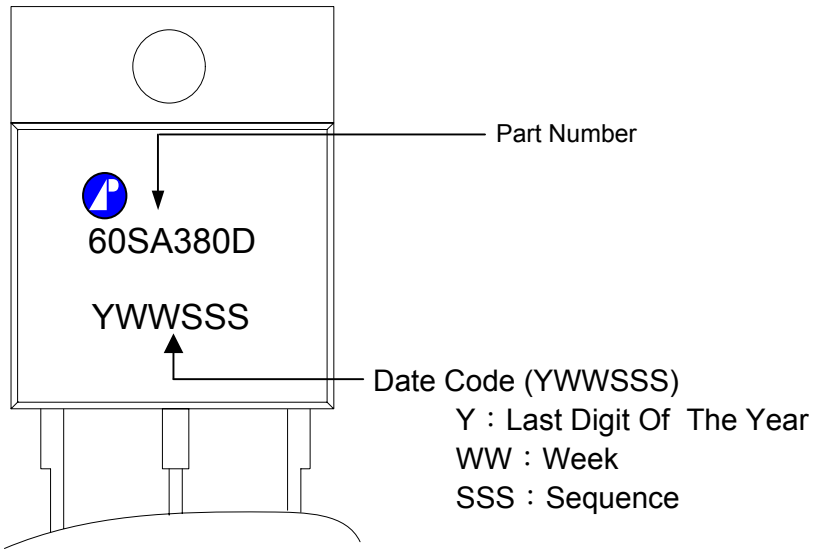 Part Number
60SA380D
YWWSSS
Date Code (YWWSSS)
Y：Last Digit Of The Year
WW：Week
SSS：Sequence